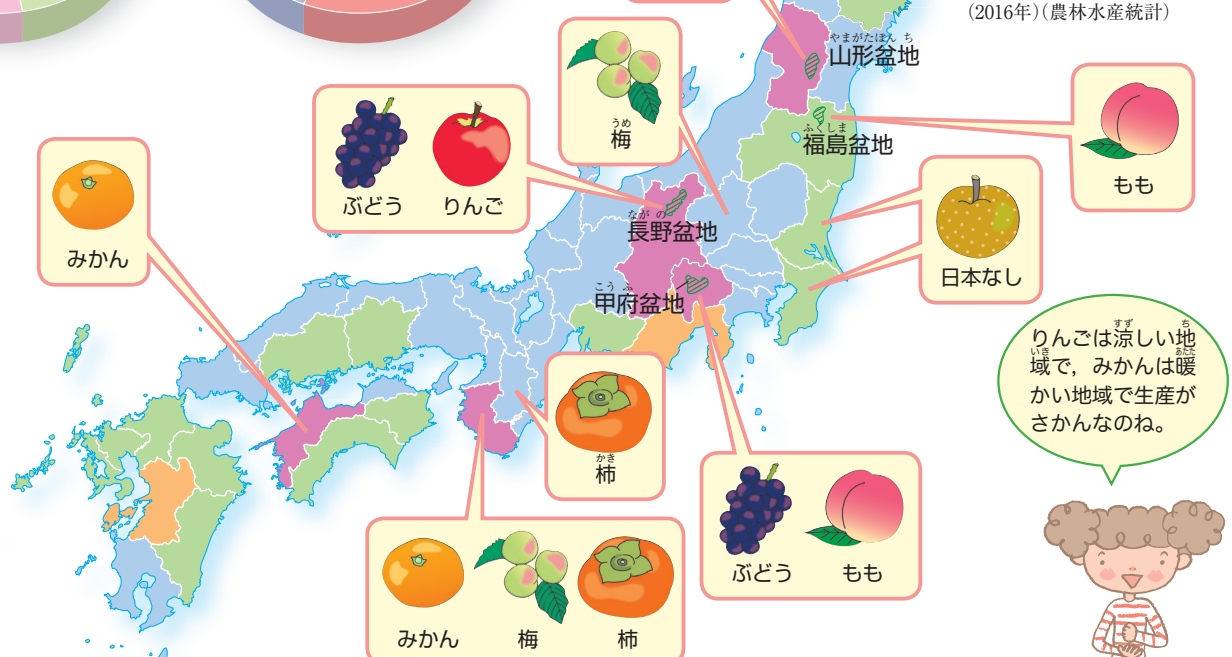 (2016年)(農林水産統計)
やまがたぼんち
山形盆地
うめ
梅
ふくしま
福島盆地
もも
ぶどう りんご
ながの
長野盆地
日本なし
みかん
こうふ
甲府盆地
りんごは涼しい地
域で，みかんは暖
かい地域で生産が
さかんなのね。
すず
ち
いき
あたた
かき
柿
ぶどう もも
みかん 梅 柿